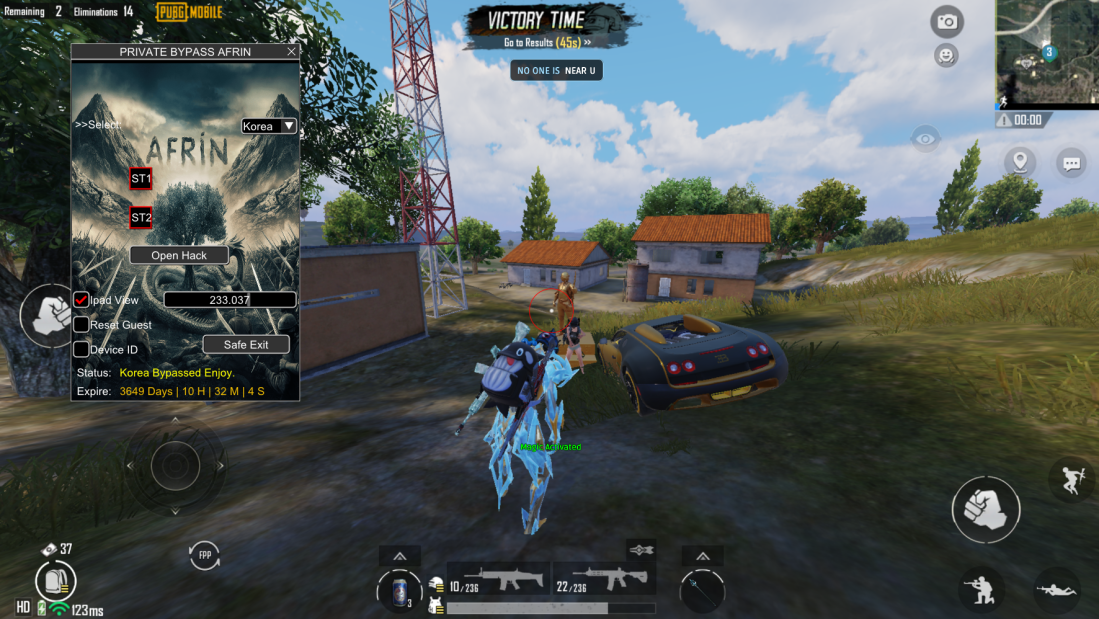 Remaining 2 Eliminations 14 PUBG MOBILE
VICTORY TIME
Go to Results (45s) »
NO ONE IS NEAR U
PRIVATE BYPASS AFRIN
>>Select:
Korea
AFRİN
ST1
ST2
Open Hack
Ipad View 233.037
Reset Guest
Device ID
Safe Exit
Status: Korea Bypassed Enjoy.
Expire: 3649 Days | 10 H | 32 M | 4 S
3
00:00
Magic Activated
37
FPP
3
10/236
22/236
HD 123ms